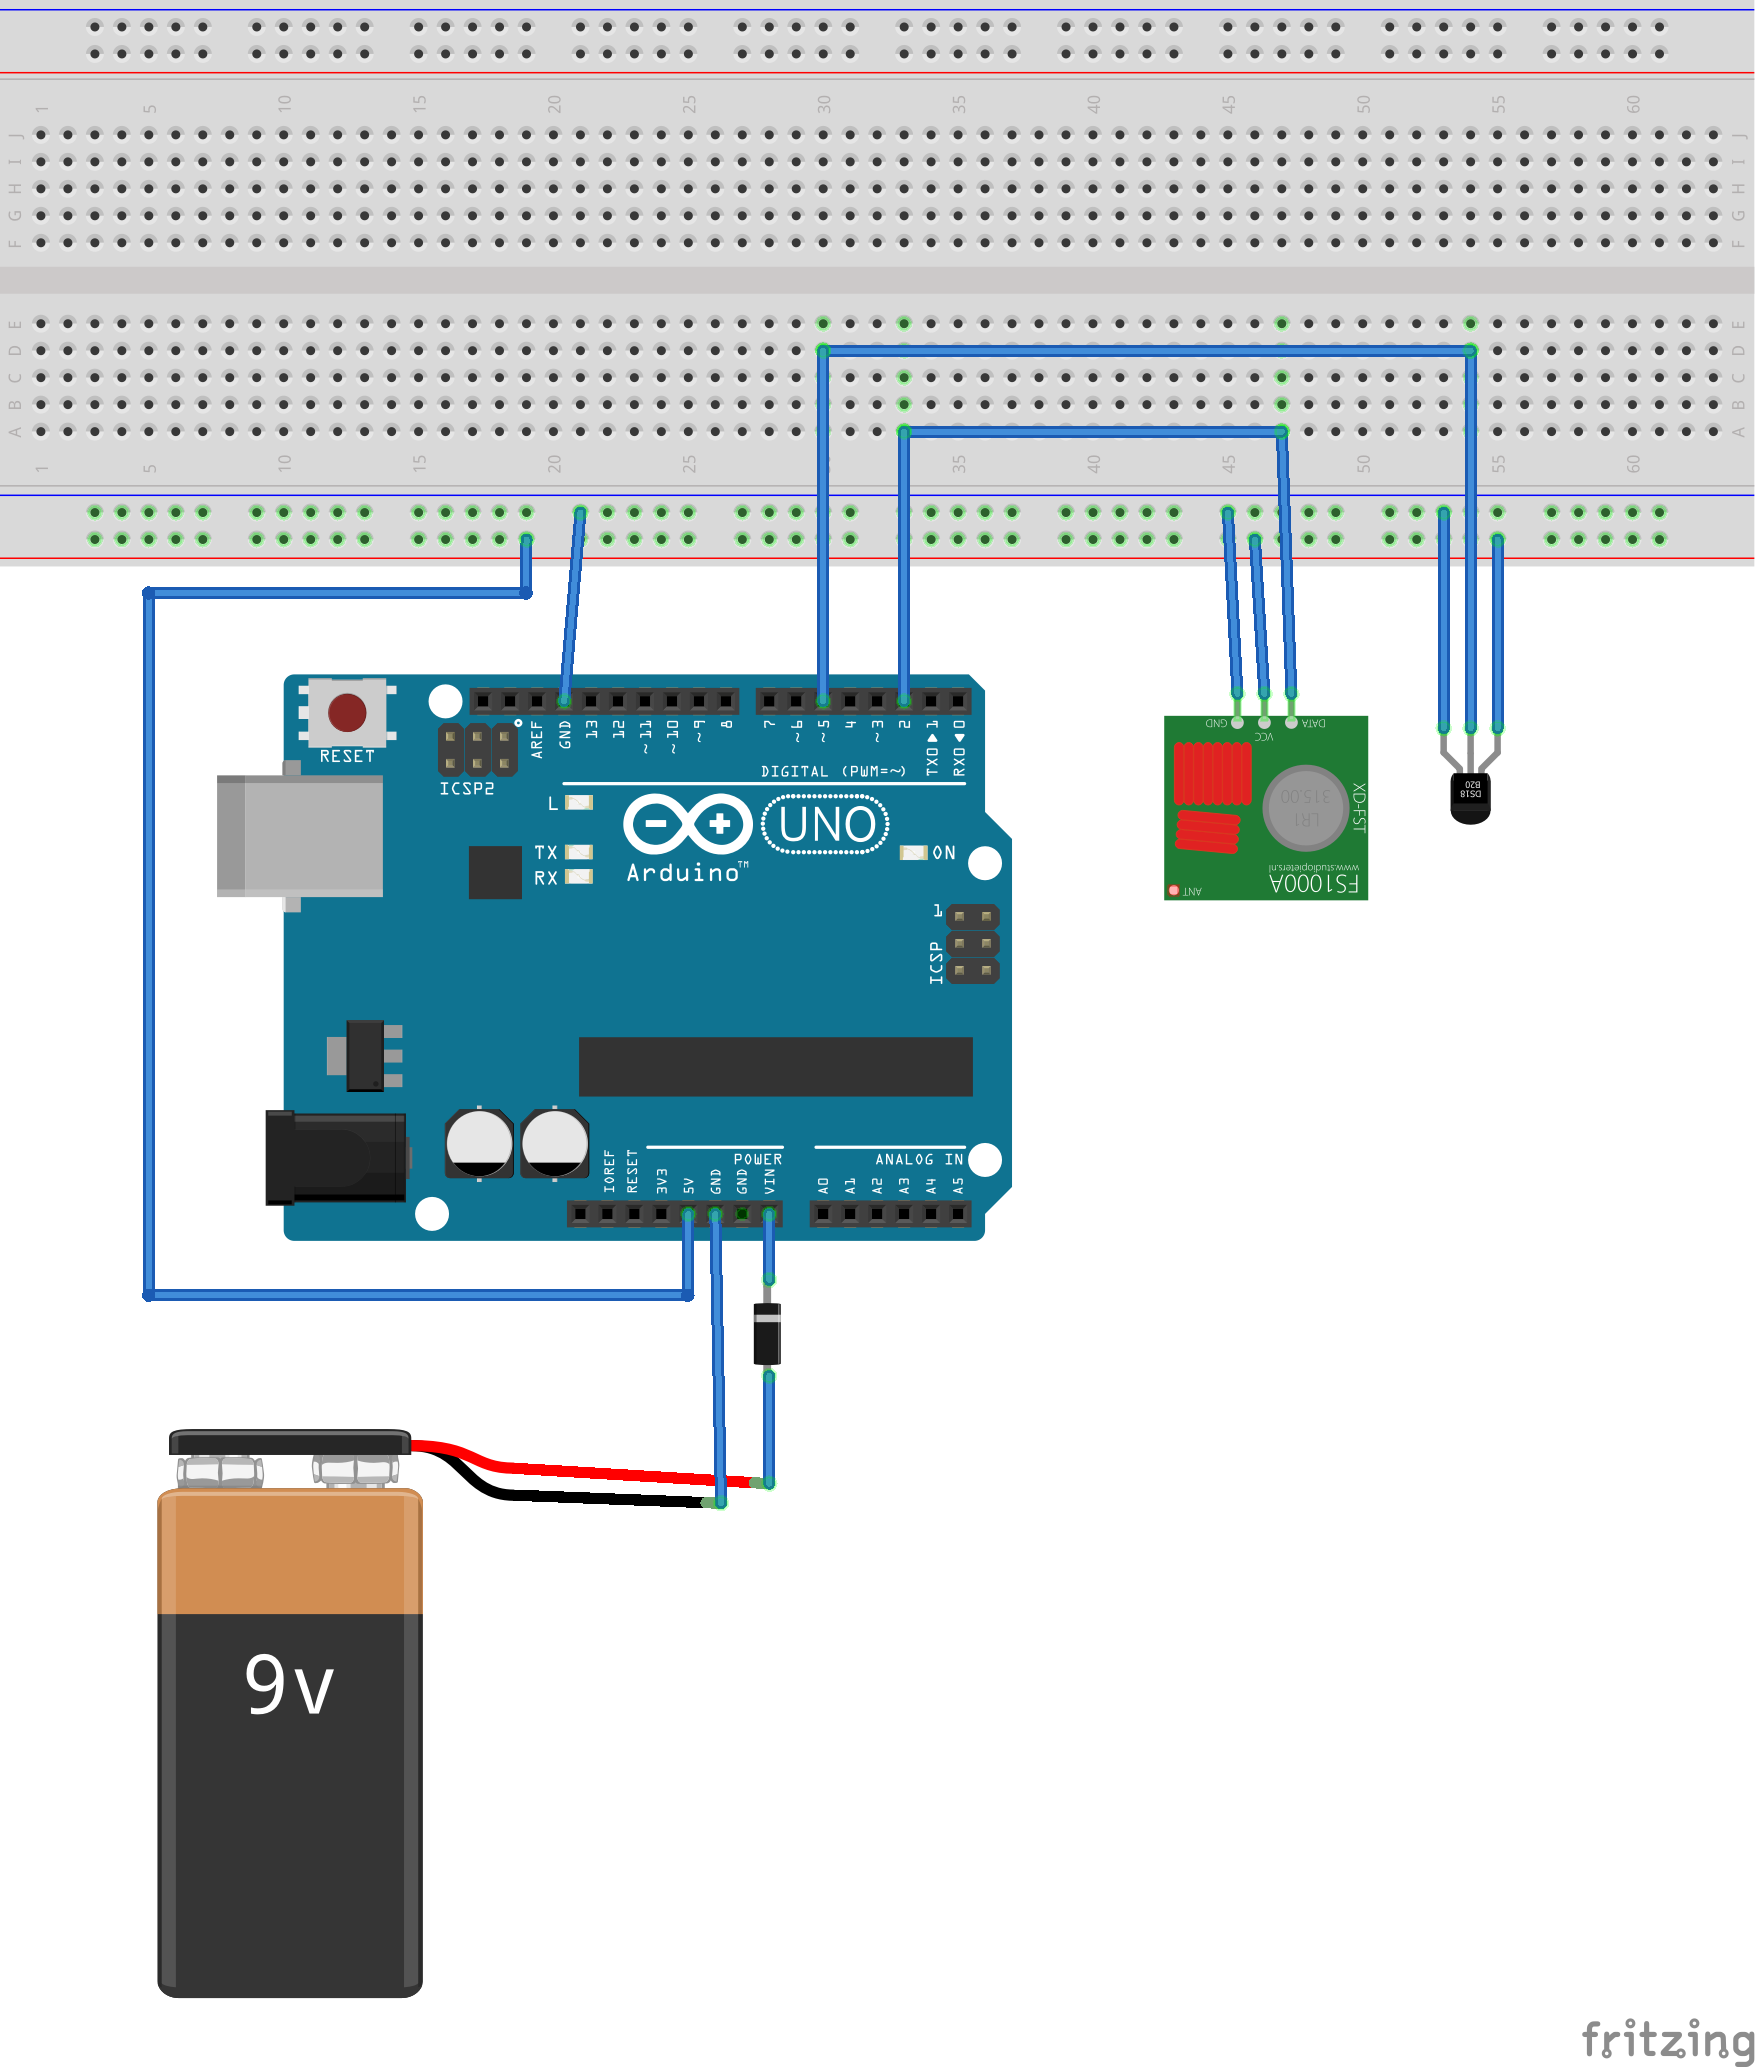 1 5 10 15 20 25 30 35 40 45 50 55 60
J J
I I
H H
G G
F F
E E
D D
C C
B B
A A
1 5 10 15 20 25 35 40 45 50 55 60
RESET
ICSP2
AREF
GND
13
12
~11
~10
~9
8
7
~6
~5
4
~3
2
TX0▶1
RX0◀0
DIGITAL (PWM=~)
L
TX
RX
UNO
ON
Arduino™
1
ICSP
IOREF
RESET
3V3
5V
GND
GND
VIN
POWER
A0
A1
A2
A3
A4
A5
ANALOG IN
GND
VCC
DATA
315.00
LR1
XD-FST
www.studiopieters.nl
FS1000A
ANT
DS18
B20
9v
fritzing